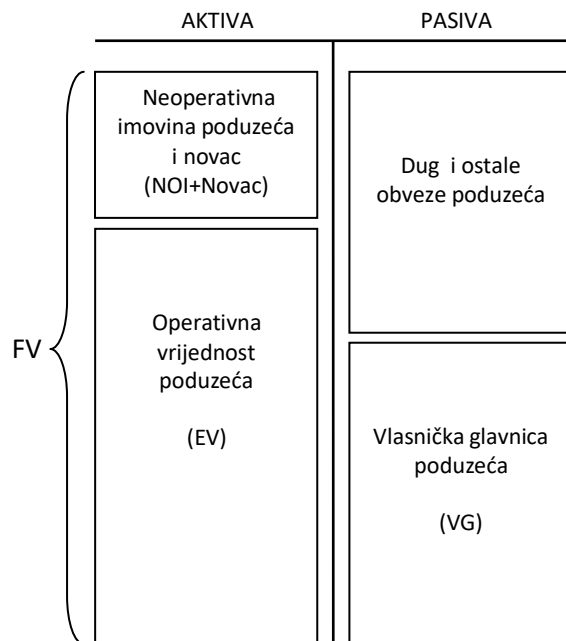 AKTIVA
PASIVA
Neoperativna
imovina poduzeća
i novac
(NOI+Novac)
Dug i ostale
obveze poduzeća
FV
Operativna
vrijednost
poduzeća
(EV)
Vlasnička glavnica
poduzeća
(VG)